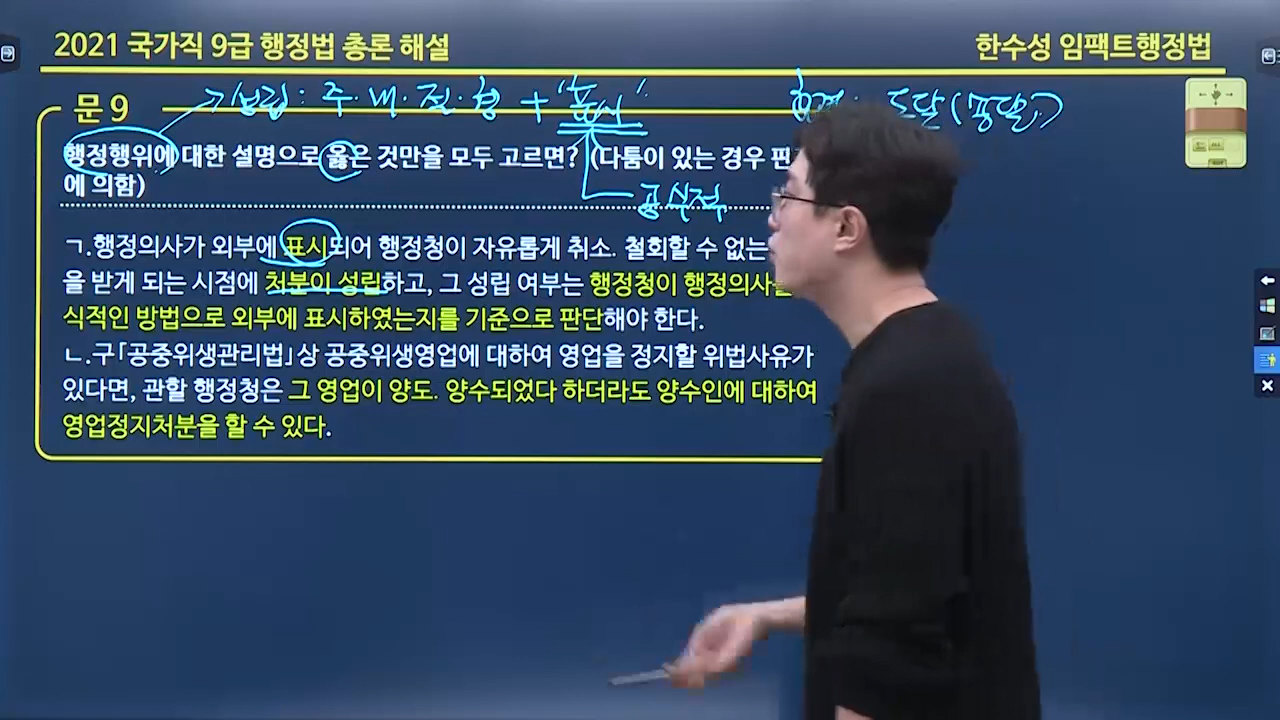 2021 국가직 9급 행정법 총론 해설
한수성 임팩트행정법
성립: 주·내·절·형 + "표시"
도달(송달)
문 9
행정행위에 대한 설명으로 옳은 것만을 모두 고르면? (다툼이 있는 경우
에 의함)
공식적
ㄱ.행정의사가 외부에 표시되어 행정청이 자유롭게 취소. 철회할 수 없는
을 받게 되는 시점에 처분이 성립하고, 그 성립 여부는 행정청이 행정의사를
식적인 방법으로 외부에 표시하였는지를 기준으로 판단해야 한다.
ㄴ.구「공중위생관리법」상 공중위생영업에 대하여 영업을 정지할 위법사유가
있다면, 관할 행정청은 그 영업이 양도. 양수되었다 하더라도 양수인에 대하여
영업정지처분을 할 수 있다.